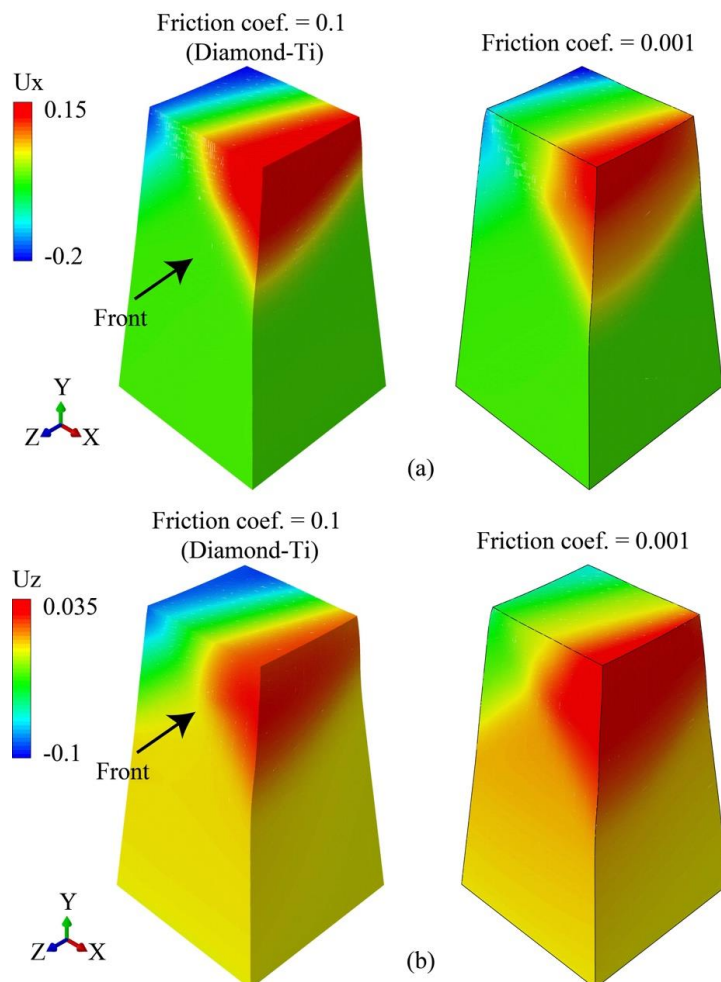 Friction coef. = 0.1
(Diamond-Ti)
Friction coef. = 0.001
Ux
0.15
-0.2
Front
Y
Z
X
(a)
Friction coef. = 0.1
(Diamond-Ti)
Friction coef. = 0.001
Uz
0.035
-0.1
Front
Y
Z
X
(b)